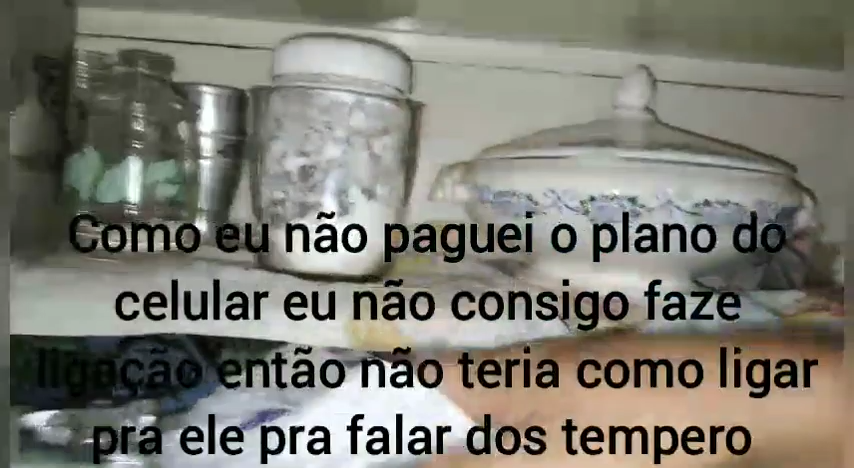 Como eu não paguei o plano do
celular eu não consigo faze
ligação então não teria como ligar
pra ele pra falar dos tempero